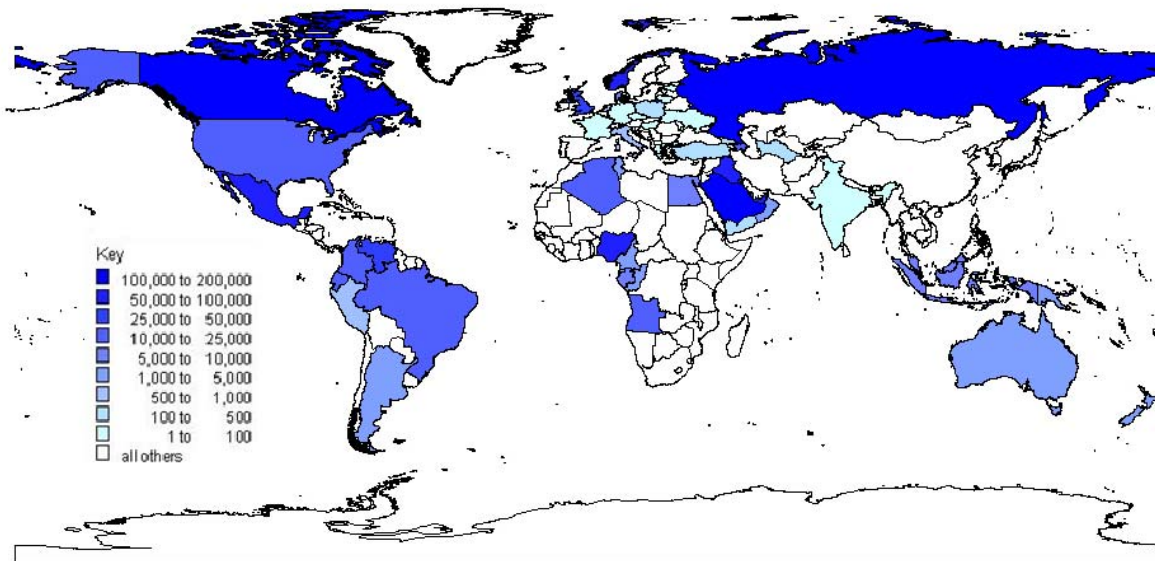 Key
100,000 to 200,000
50,000 to 100,000
25,000 to 50,000
10,000 to 25,000
5,000 to 10,000
1,000 to 5,000
500 to 1,000
100 to 500
1 to 100
all others